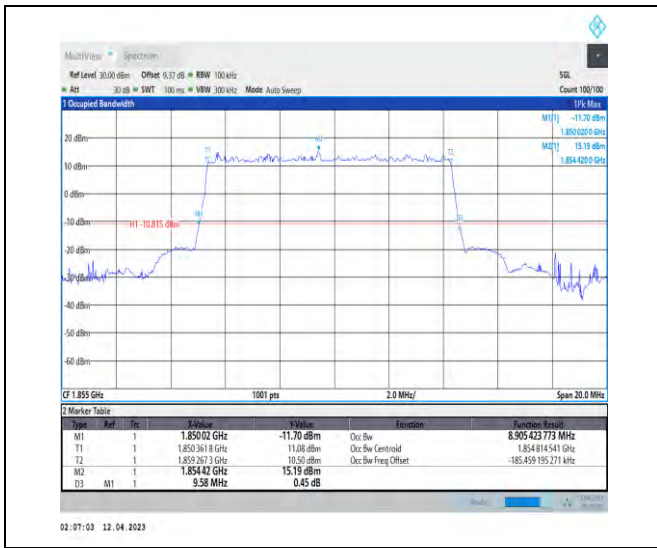 MultiView Spectrum
Ref Level 30.00 dBm Offset 9.37 dB RBW 100 kHz SGL
Att 30 dB SWT 100 ms VBW 300 kHz Mode Auto Sweep Count 100/100
1 Occupied Bandwidth 1Pk Max
M1[1] -11.70 dBm
1.850 020 0 GHz
M2[1] 15.19 dBm
1.854 420 0 GHz
20 dBm
10 dBm
0 dBm
-10 dBm
H1 -10.815 dBm
-20 dBm
-30 dBm
-40 dBm
-50 dBm
-60 dBm
T1
M2
T2
M1
D3
CF 1.855 GHz 1001 pts 2.0 MHz/ Span 20.0 MHz
2 Marker Table
Type Ref Trc X-Value Y-Value Function Function Result
M1 1 1.85002 GHz -11.70 dBm Occ Bw 8.905 423 773 MHz
T1 1 1.850 361 8 GHz 11.08 dBm Occ Bw Centroid 1.854 814 541 GHz
T2 1 1.859 267 3 GHz 10.50 dBm Occ Bw Freq Offset -185.459 195 271 kHz
M2 1 1.85442 GHz 15.19 dBm
D3 M1 1 9.58 MHz 0.45 dB
02:07:03 12.04.2023